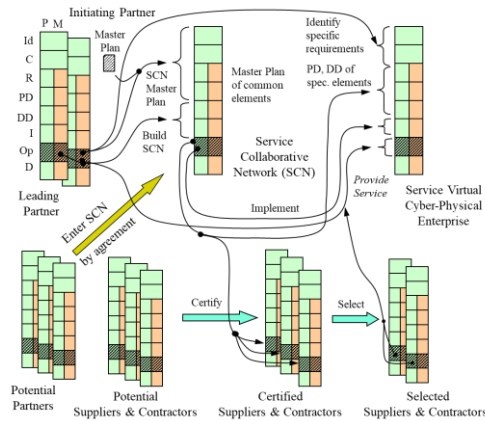 Initiating Partner
P M
Master
Plan
Id
C
R
PD
DD
I
Op
D
Leading
Partner
SCN
Master
Plan
Build
SCN
Master Plan
of common
elements
Service
Collaborative
Network (SCN)
Identify
specific
requirements
PD, DD of
spec. elements
Provide
Service
Implement
Service Virtual
Cyber-Physical
Enterprise
Enter SCN
by agreement
Certify
Select
Potential
Partners
Potential
Suppliers & Contractors
Certified
Suppliers & Contractors
Selected
Suppliers & Contractors